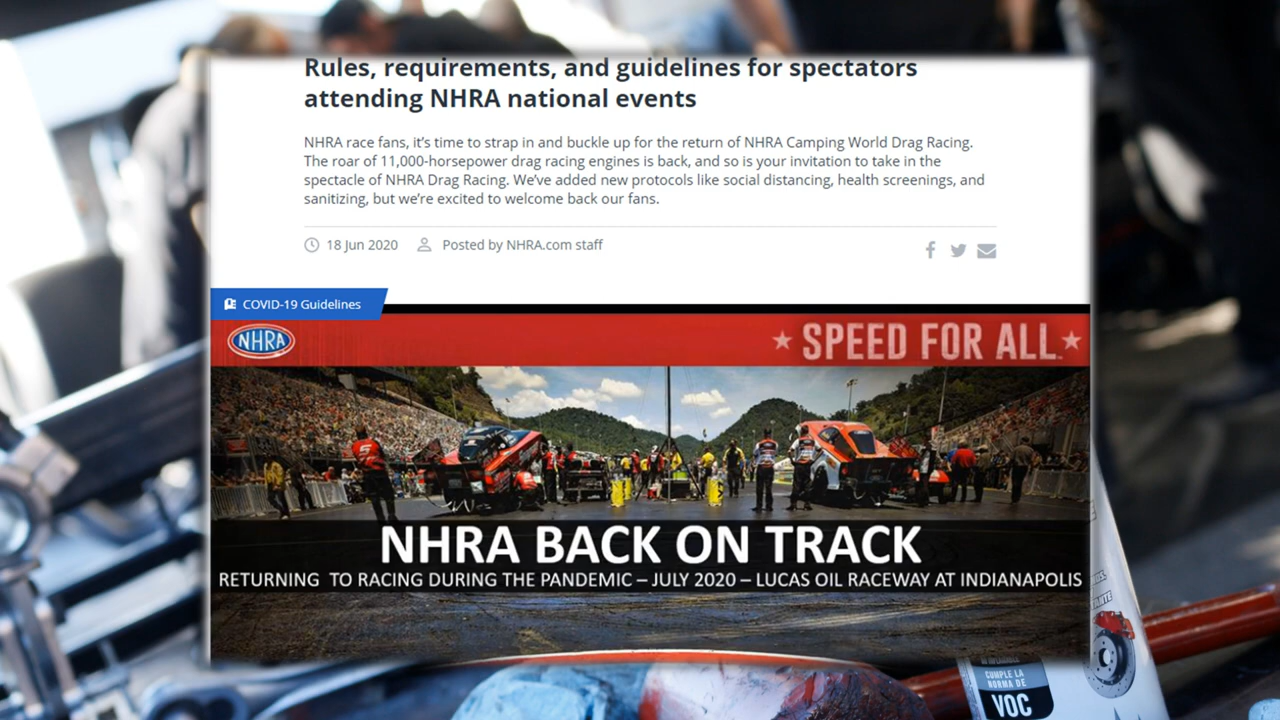 Rules, requirements, and guidelines for spectators
attending NHRA national events
NHRA race fans, it's time to strap in and buckle up for the return of NHRA Camping World Drag Racing.
The roar of 11,000-horsepower drag racing engines is back, and so is your invitation to take in the
spectacle of NHRA Drag Racing. We've added new protocols like social distancing, health screenings, and
sanitizing, but we're excited to welcome back our fans.
18 Jun 2020 Posted by NHRA.com staff
COVID-19 Guidelines
NHRA
SPEED FOR ALL
NHRA BACK ON TRACK
RETURNING TO RACING DURING THE PANDEMIC – JULY 2020 – LUCAS OIL RACEWAY AT INDIANAPOLIS
CUMPLE LA
NORMA DE
VOC